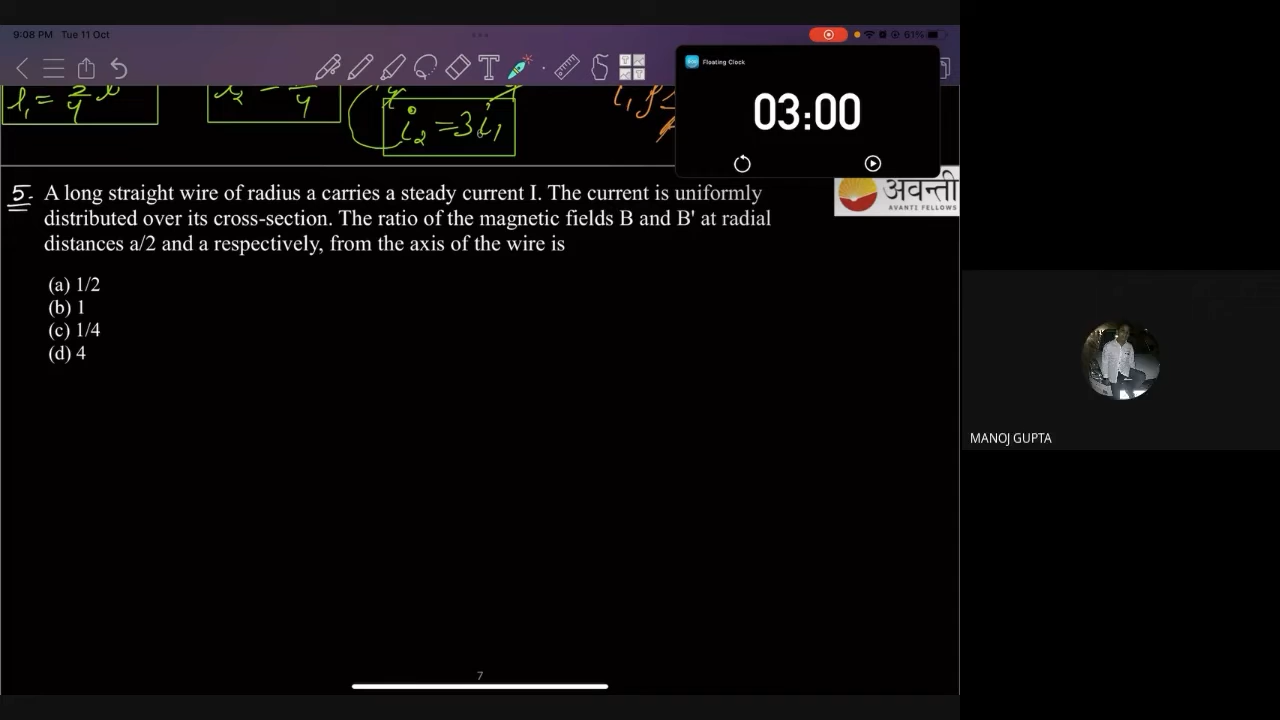 9:08 PM Tue 11 Oct
61%
Floating Clock
03:00
i₂ = 3i₁
5. A long straight wire of radius a carries a steady current I. The current is uniformly
distributed over its cross-section. The ratio of the magnetic fields B and B' at radial
distances a/2 and a respectively, from the axis of the wire is
अवन्ती
AVANTI FELLOWS
(a) 1/2
(b) 1
(c) 1/4
(d) 4
MANOJ GUPTA
7